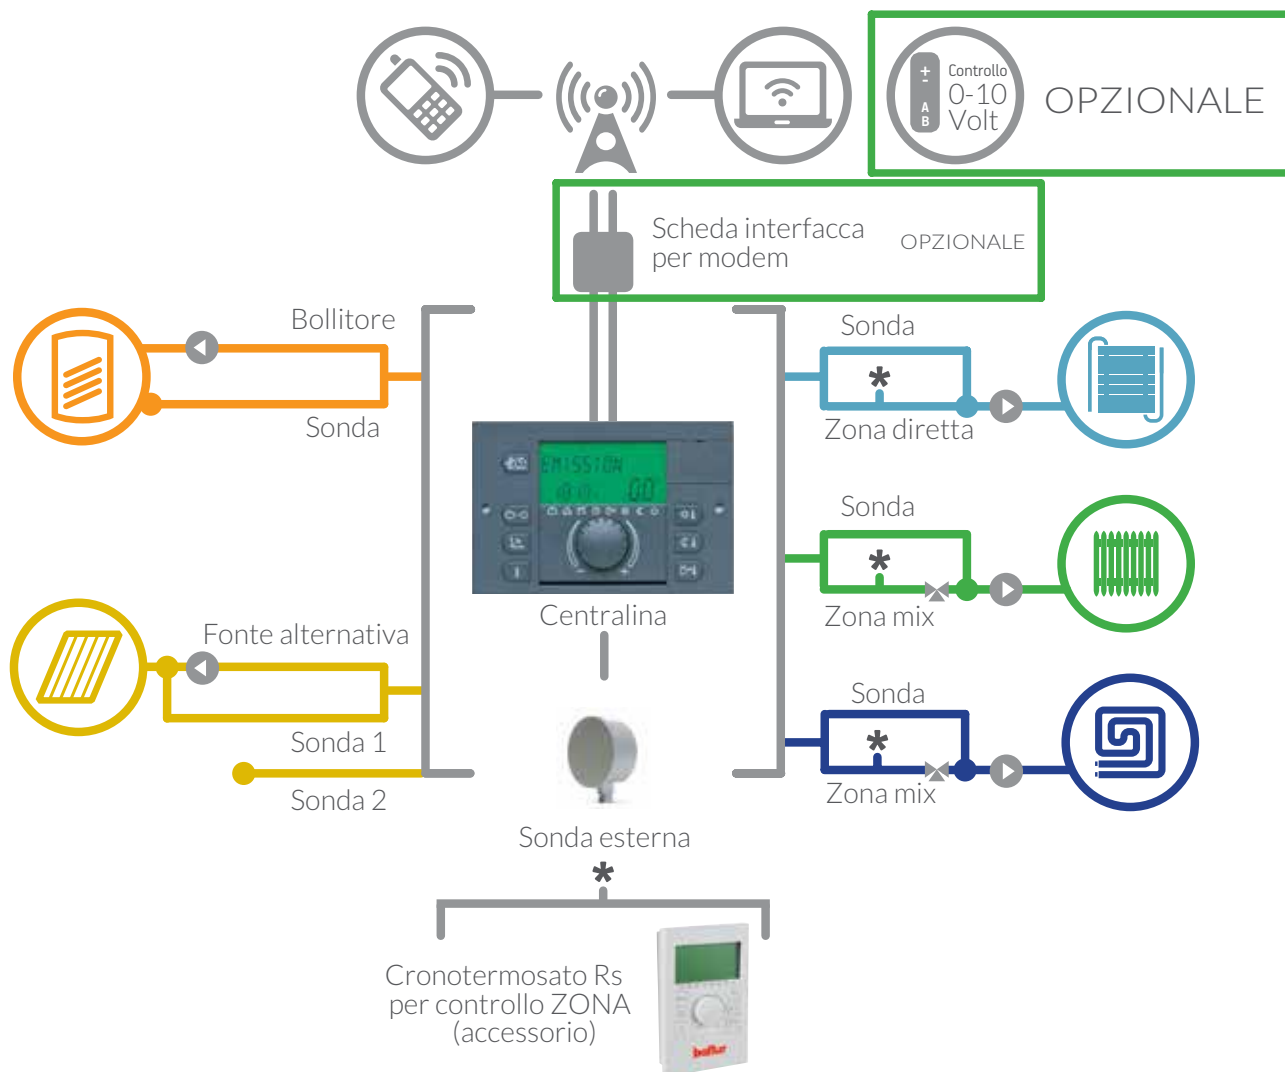 +
-
A
B
Controllo
0-10
Volt
OPZIONALE
Scheda interfacca
per modem
OPZIONALE
Bollitore
Sonda
Sonda
Zona diretta
EMISSION
GO
Sonda
Zona mix
Centralina
Fonte alternativa
Sonda 1
Sonda 2
Sonda
Zona mix
Sonda esterna
*
Cronotermosato Rs
per controllo ZONA
(accessorio)
baltur